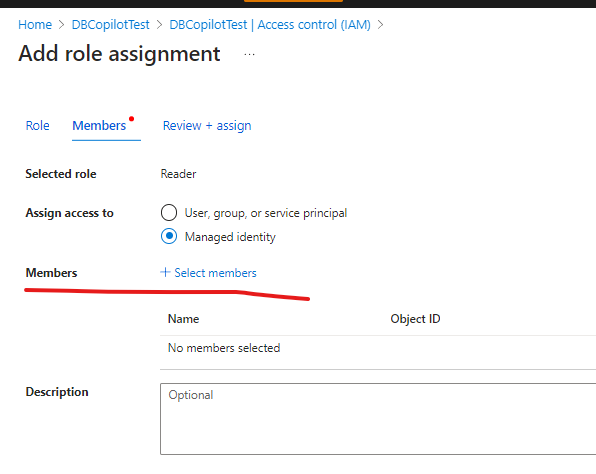 Home > DBCopilotTest > DBCopilotTest | Access control (IAM) >
Add role assignment ...
Role Members Review + assign
Selected role Reader
Assign access to User, group, or service principal
Managed identity
Members + Select members
Name Object ID
No members selected
Description Optional